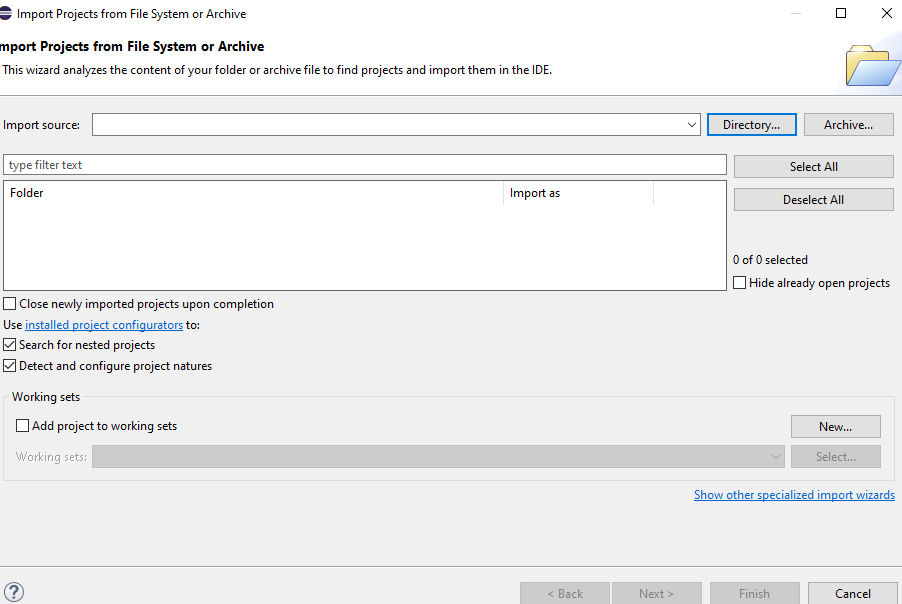 Import Projects from File System or Archive
mport Projects from File System or Archive
This wizard analyzes the content of your folder or archive file to find projects and import them in the IDE.
Import source:
Directory...
Archive...
type filter text
Select All
Folder
Import as
Deselect All
0 of 0 selected
Hide already open projects
Close newly imported projects upon completion
Use installed project configurators to:
Search for nested projects
Detect and configure project natures
Working sets
Add project to working sets
New...
Working sets:
Select...
Show other specialized import wizards
?
< Back
Next >
Finish
Cancel